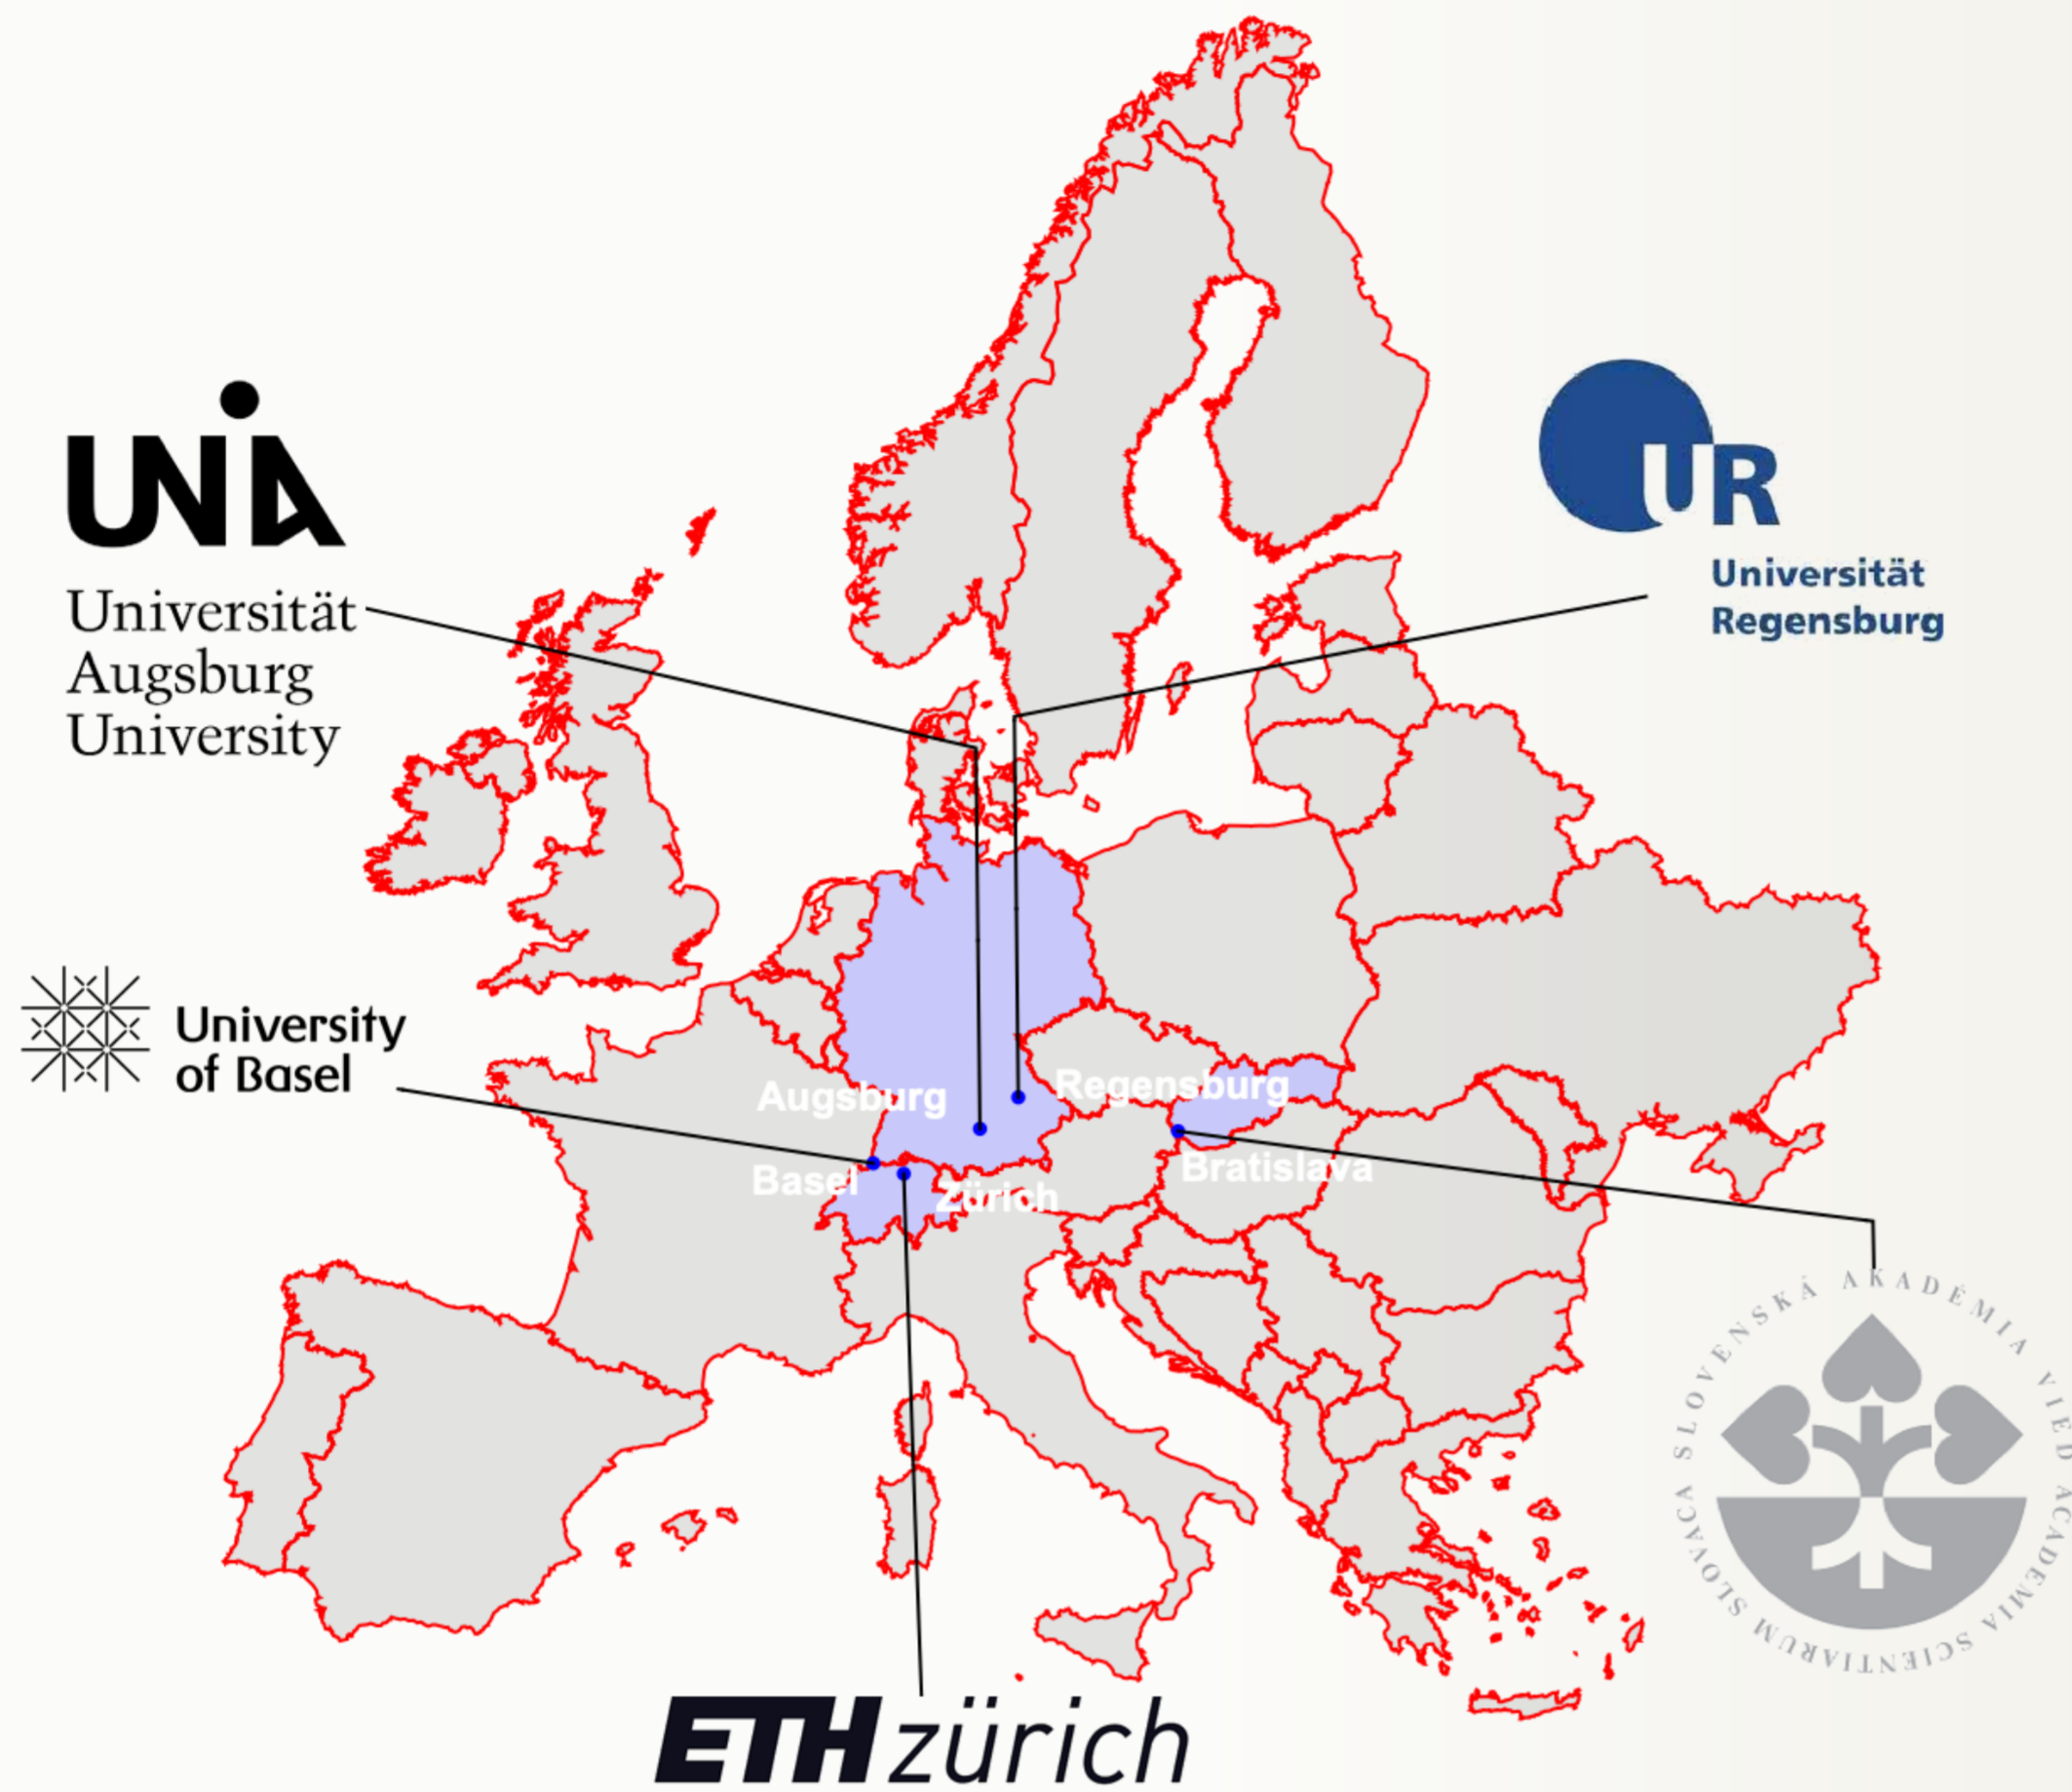 UNIA
Universität
Augsburg
University
UR
Universität
Regensburg
University
of Basel
Augsburg
Regensburg
Basel
Zürich
Bratislava
SLOVENSKÁ AKADÉMIA VIED ACADEMIA SCIENTIARUM SLOVACA
ETH zürich